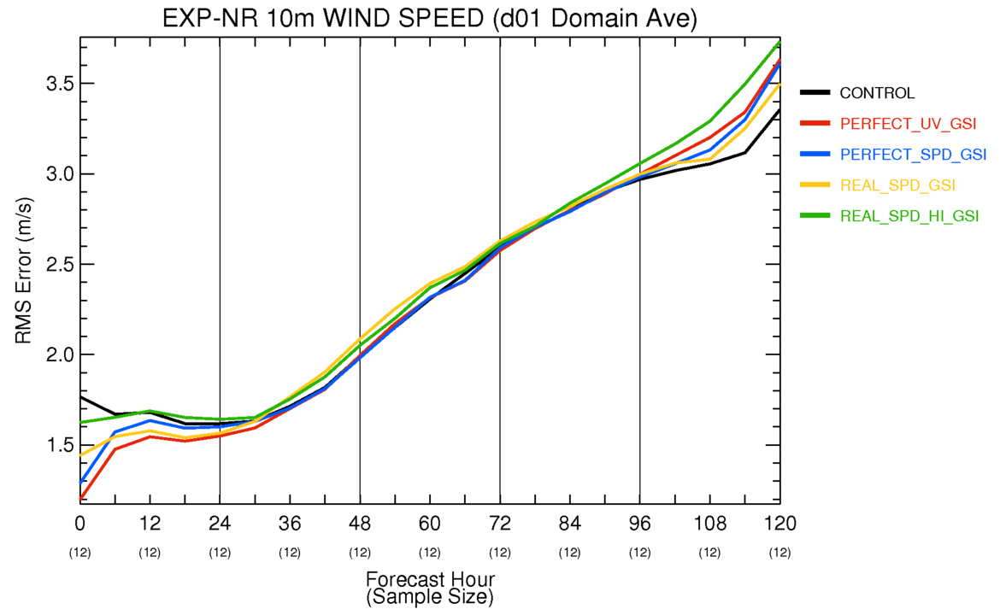 EXP-NR 10m WIND SPEED (d01 Domain Ave)
3.5
3.0
2.5
2.0
1.5
RMS Error (m/s)
CONTROL
PERFECT_UV_GSI
PERFECT_SPD_GSI
REAL_SPD_GSI
REAL_SPD_HI_GSI
0 12 24 36 48 60 72 84 96 108 120
(12) (12) (12) (12) (12) (12) (12) (12) (12) (12) (12)
Forecast Hour
(Sample Size)